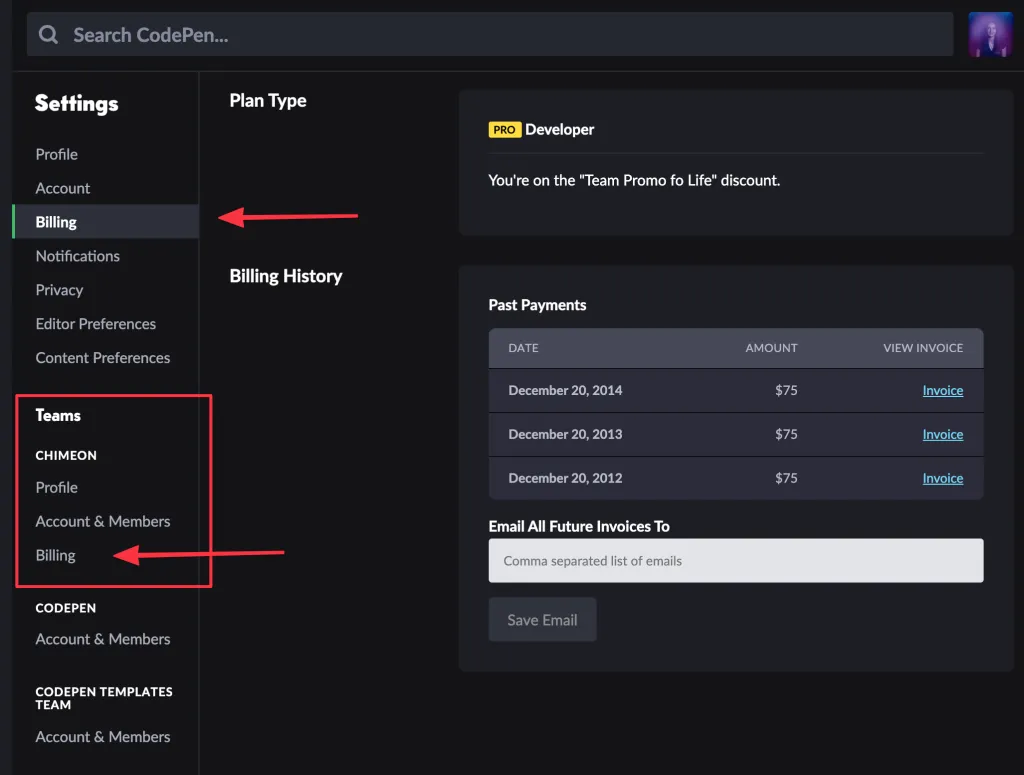 Search CodePen...
Settings
Profile
Account
Billing
Notifications
Privacy
Editor Preferences
Content Preferences
Teams
CHIMEON
Profile
Account & Members
Billing
CODEPEN
Account & Members
CODEPEN TEMPLATES
TEAM
Account & Members
Plan Type
PRO Developer
You're on the "Team Promo fo Life" discount.
Billing History
Past Payments
DATE AMOUNT VIEW INVOICE
December 20, 2014 $75 Invoice
December 20, 2013 $75 Invoice
December 20, 2012 $75 Invoice
Email All Future Invoices To
Comma separated list of emails
Save Email